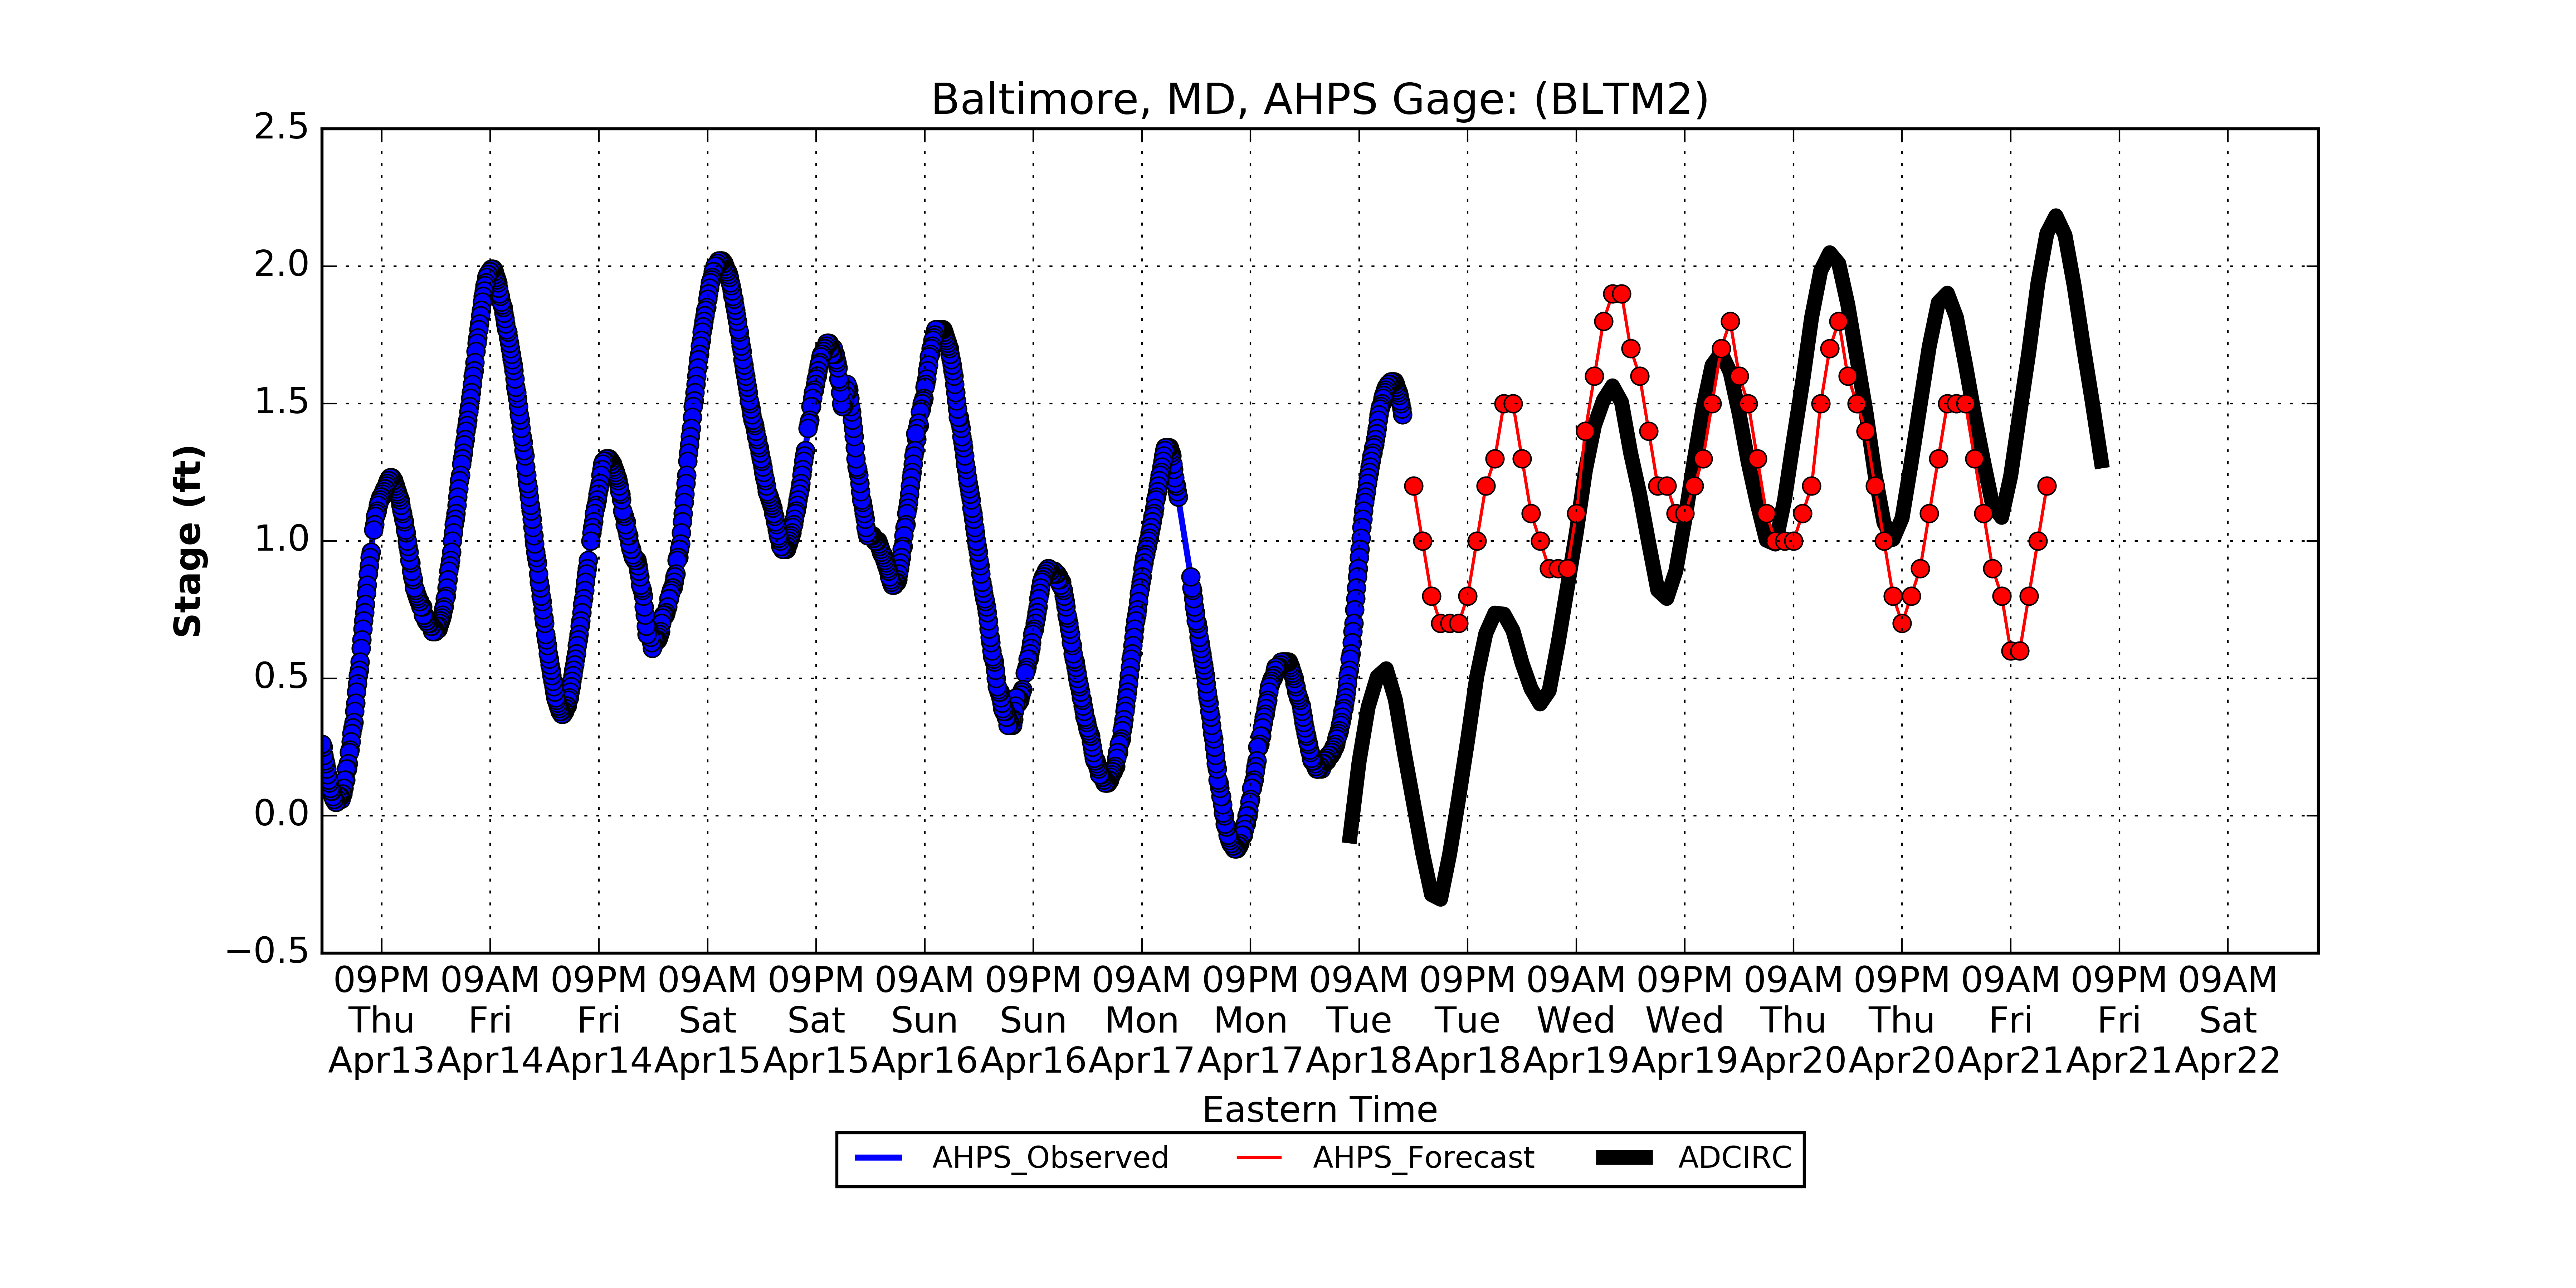 Baltimore, MD, AHPS Gage: (BLTM2)
2.5
2.0
1.5
1.0
0.5
0.0
−0.5
Stage (ft)
09PM 09AM 09PM 09AM 09PM 09AM 09PM 09AM 09PM 09AM 09PM 09AM 09PM 09AM 09PM 09AM 09PM 09AM
Thu Fri Fri Sat Sat Sun Sun Mon Mon Tue Tue Wed Wed Thu Thu Fri Fri Sat
Apr13 Apr14 Apr14 Apr15 Apr15 Apr16 Apr16 Apr17 Apr17 Apr18 Apr18 Apr19 Apr19 Apr20 Apr20 Apr21 Apr21 Apr22
Eastern Time
AHPS_Observed AHPS_Forecast ADCIRC